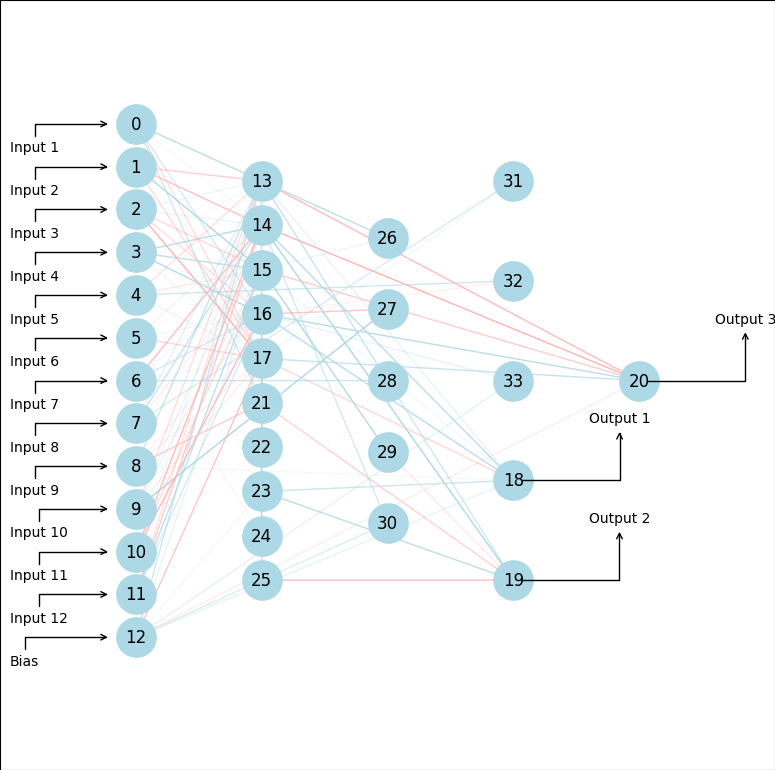 0
Input 1
1
Input 2
2
Input 3
3
Input 4
4
Input 5
5
Input 6
6
Input 7
7
Input 8
8
Input 9
9
Input 10
10
Input 11
11
Input 12
12
Bias
13
14
15
16
17
21
22
23
24
25
26
27
28
29
30
31
32
33
18
Output 1
19
Output 2
20
Output 3